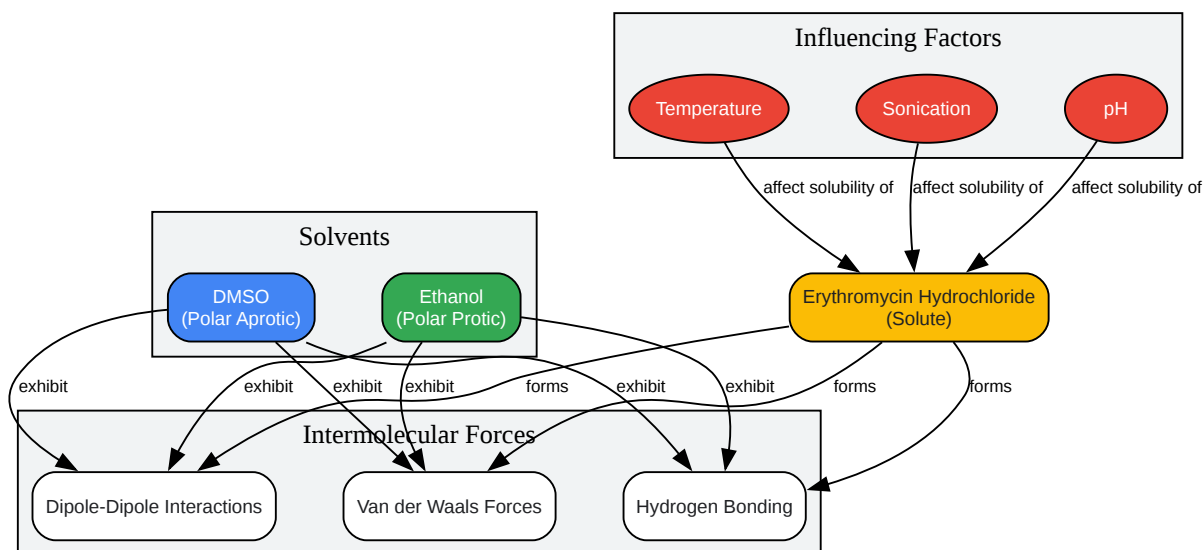 Influencing Factors
Temperature
Sonication
pH
affect solubility of
affect solubility of
affect solubility of
Solvents
DMSO
(Polar Aprotic)
Ethanol
(Polar Protic)
Erythromycin Hydrochloride
(Solute)
exhibit
exhibit
exhibit
exhibit
forms
exhibit
exhibit
forms
forms
Intermolecular Forces
Dipole-Dipole Interactions
Van der Waals Forces
Hydrogen Bonding